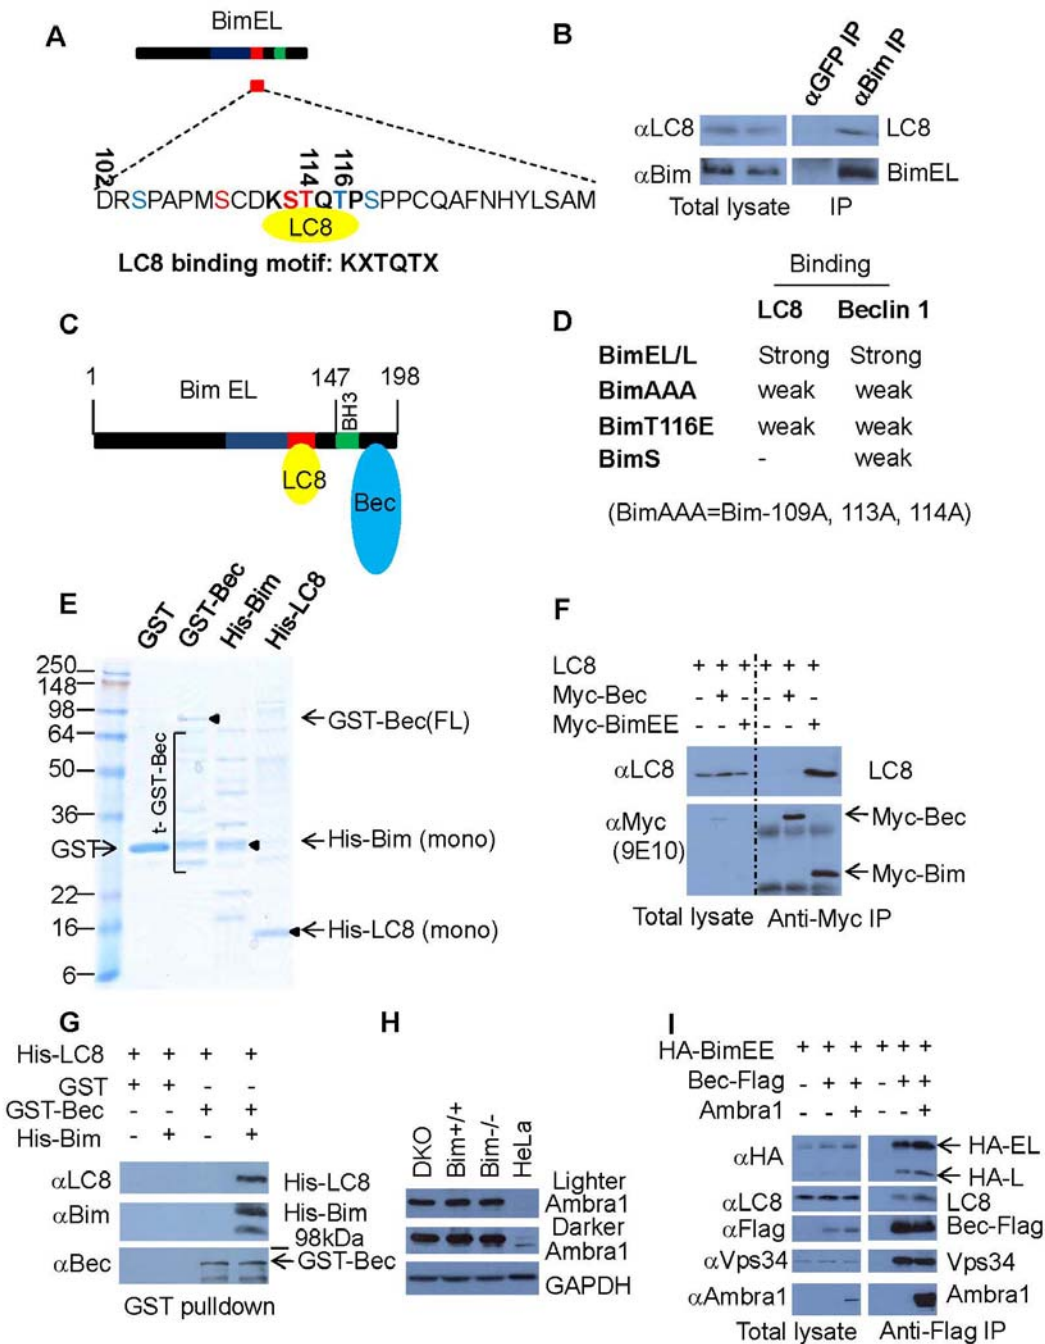 A
BimEL
102
114
116
DRSPAPMSCDKSTQTPSPPCQAFNHYLSAM
LC8
LC8 binding motif: KXTQTX
B
αGFP IP
αBim IP
αLC8
LC8
αBim
BimEL
Total lysate IP
C
1 Bim EL 147 198
BH3
LC8
Bec
D
Binding
LC8 Beclin 1
BimEL/L Strong Strong
BimAAA weak weak
BimT116E weak weak
BimS - weak
(BimAAA=Bim-109A, 113A, 114A)
E
GST
GST-Bec
His-Bim
His-LC8
250
148
98
64
50
36
GST
22
16
6
t- GST-Bec
GST-Bec(FL)
His-Bim (mono)
His-LC8 (mono)
F
LC8 + + + + + +
Myc-Bec - + - - + -
Myc-BimEE - - + - - +
αLC8 LC8
αMyc
(9E10)
Myc-Bec
Myc-Bim
Total lysate Anti-Myc IP
G
His-LC8 + + + +
GST + + - -
GST-Bec - - + +
His-Bim - + - +
αLC8 His-LC8
αBim His-Bim
98kDa
αBec GST-Bec
GST pulldown
H
DKO
Bim+/+
Bim-/-
HeLa
Lighter
Ambra1
Darker
Ambra1
GAPDH
I
HA-BimEE + + + + + +
Bec-Flag - + + - + +
Ambra1 - - + - - +
αHA HA-EL
HA-L
αLC8 LC8
αFlag Bec-Flag
αVps34 Vps34
αAmbra1 Ambra1
Total lysate Anti-Flag IP